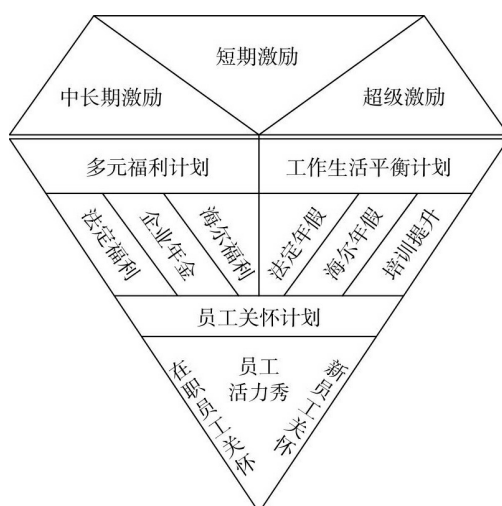 短期激励
中长期激励
超级激励
多元福利计划
工作生活平衡计划
法定福利
企业年金
海尔福利
法定年假
海尔年假
培训提升
员工关怀计划
员工
活力秀
在职员工关怀
新员工关怀